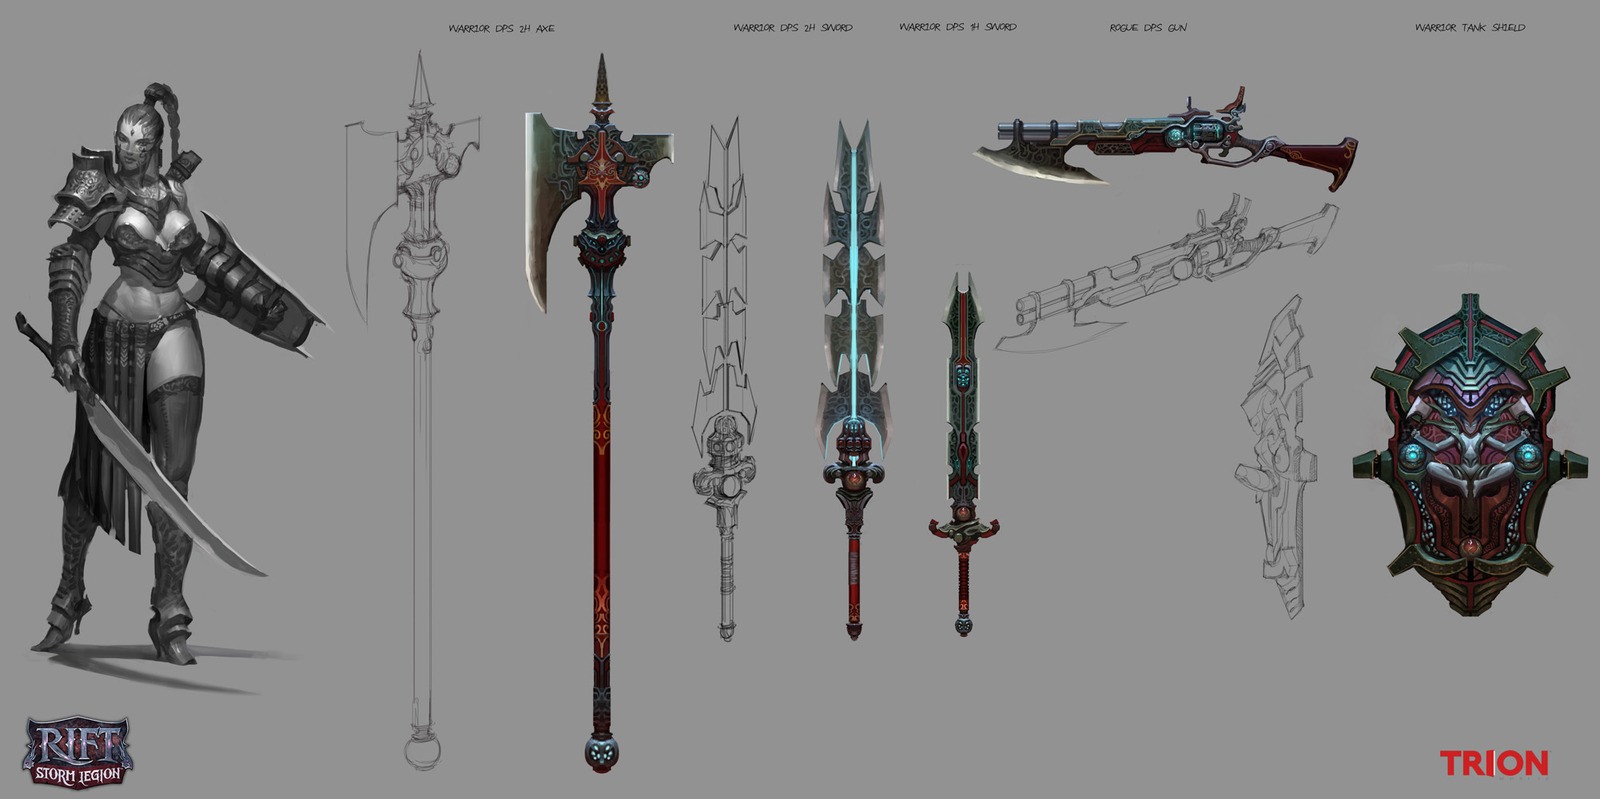 WARRIOR DPS 2H AXE
WARRIOR DPS 2H SWORD
WARRIOR DPS 1H SWORD
ROGUE DPS GUN
WARRIOR TANK SHIELD
RIFT
STORM LEGION
TRION